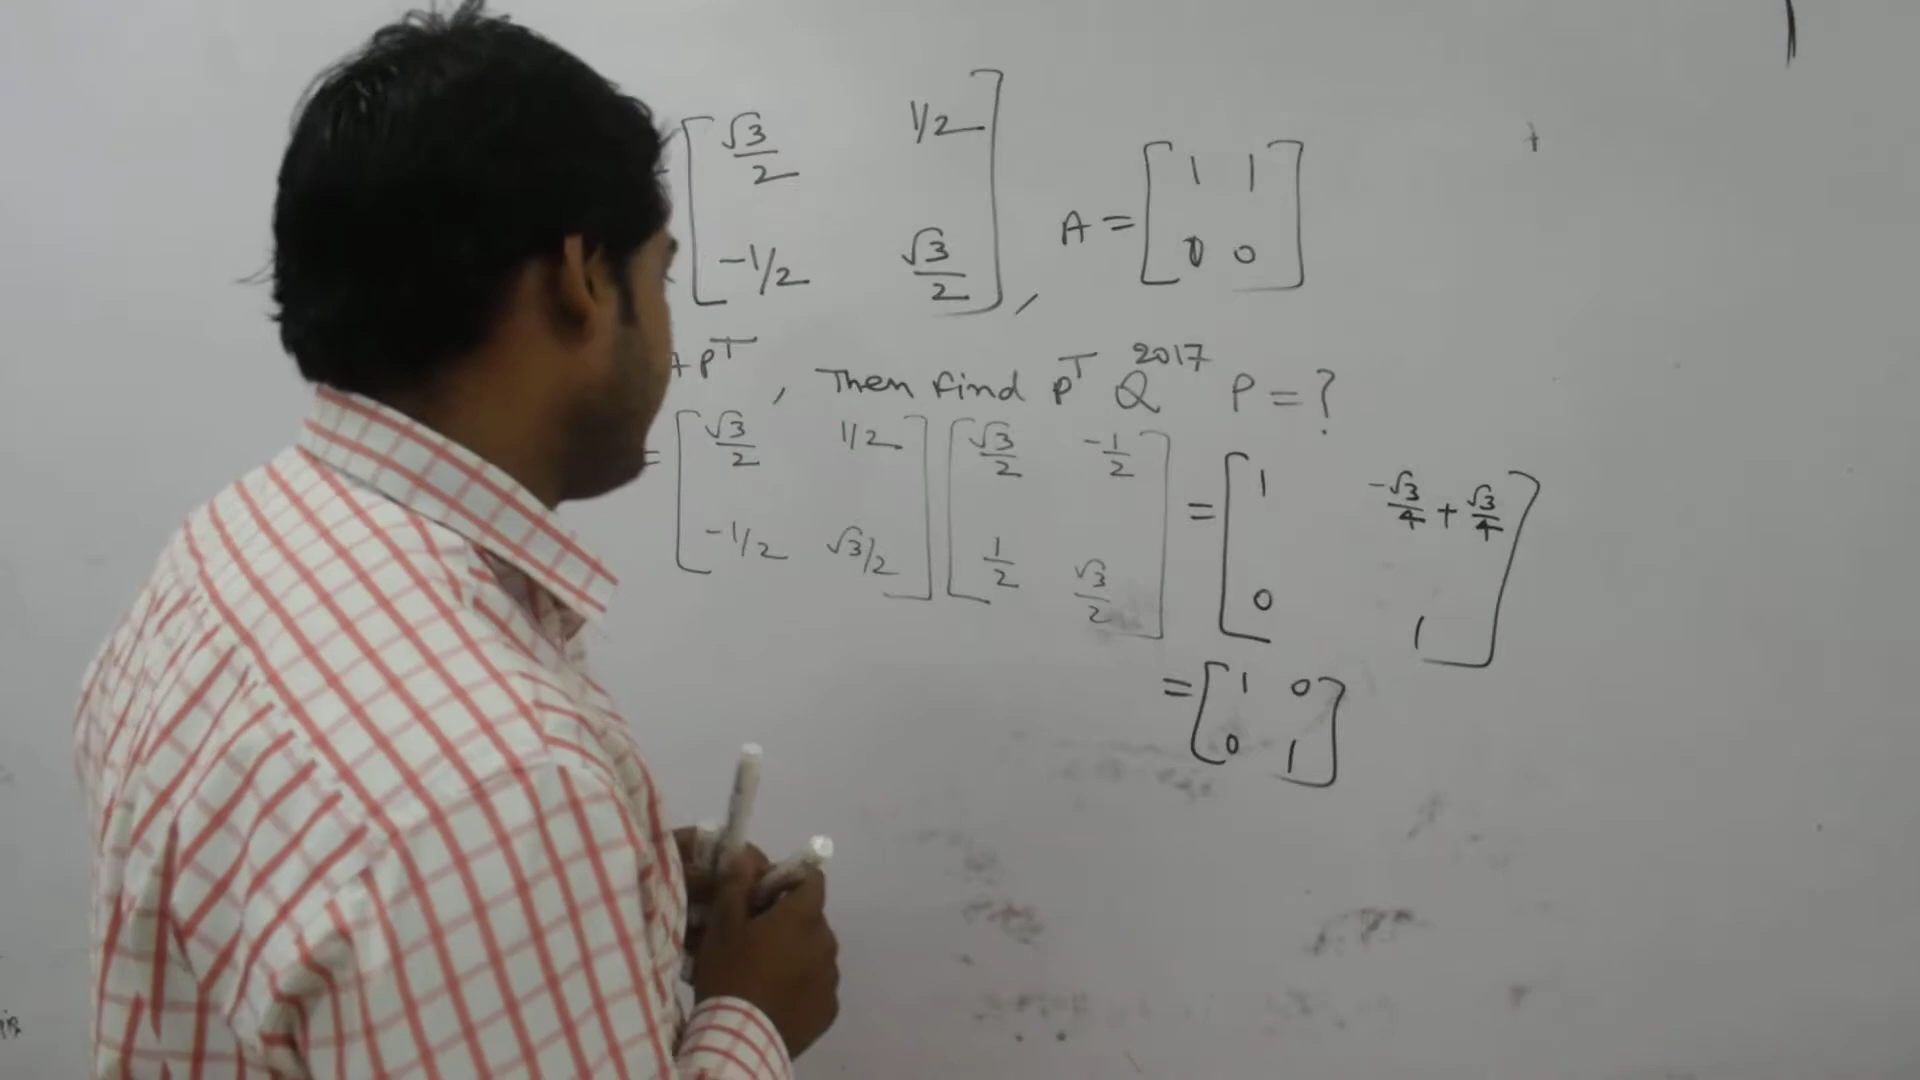 [√3/2 1/2; -1/2 √3/2], A = [1 1; 0 0]
P^T, Then find P^T Q^2017 P = ?
= [√3/2 1/2; -1/2 √3/2] [√3/2 -1/2; 1/2 √3/2] = [1 -√3/4 + √3/4; 0 1]
= [1 0; 0 1]